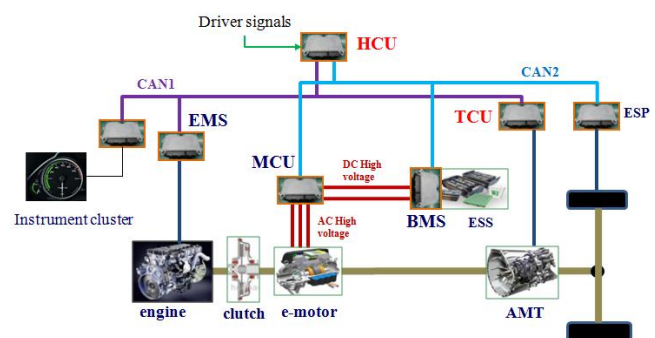 Driver signals
HCU
CAN1
CAN2
EMS
TCU
ESP
MCU
DC High
voltage
BMS
ESS
Instrument cluster
AC High
voltage
engine
clutch
e-motor
AMT